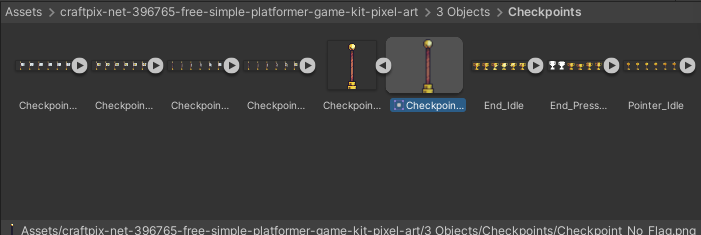 Assets > craftpix-net-396765-free-simple-platformer-game-kit-pixel-art > 3 Objects > Checkpoints
Checkpoin... Checkpoin... Checkpoin... Checkpoin... Checkpoin... Checkpoin... End_Idle End_Press... Pointer_Idle
Assets/craftpix-net-396765-free-simple-platformer-game-kit-pixel-art/3 Objects/Checkpoints/Checkpoint_No_Flag.png